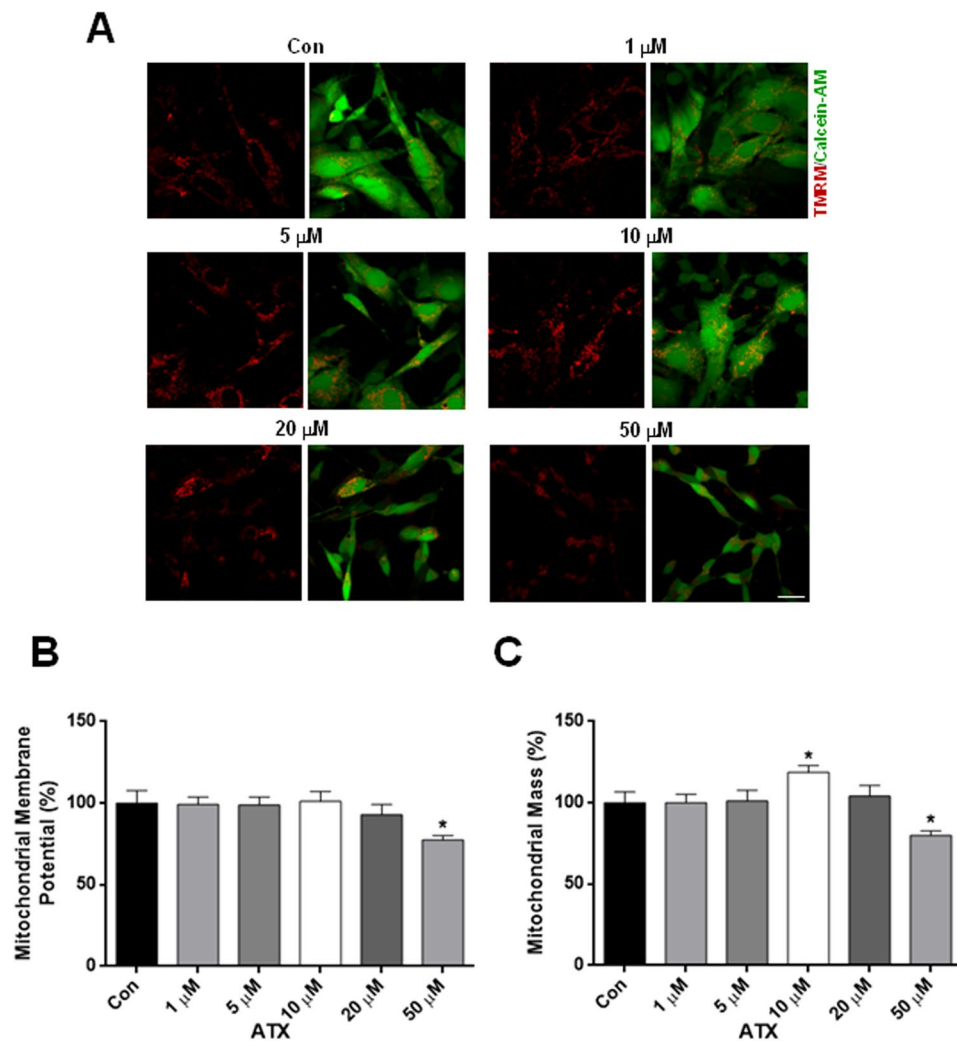 A
Con
1 µM
TMRM/Calcein-AM
5 µM
10 µM
20 µM
50 µM
B
Mitochondrial Membrane
Potential (%)
150
100
50
0
*
Con
1 µM
5 µM
10 µM
20 µM
50 µM
ATX
C
Mitochondrial Mass (%)
150
100
50
0
*
*
Con
1 µM
5 µM
10 µM
20 µM
50 µM
ATX